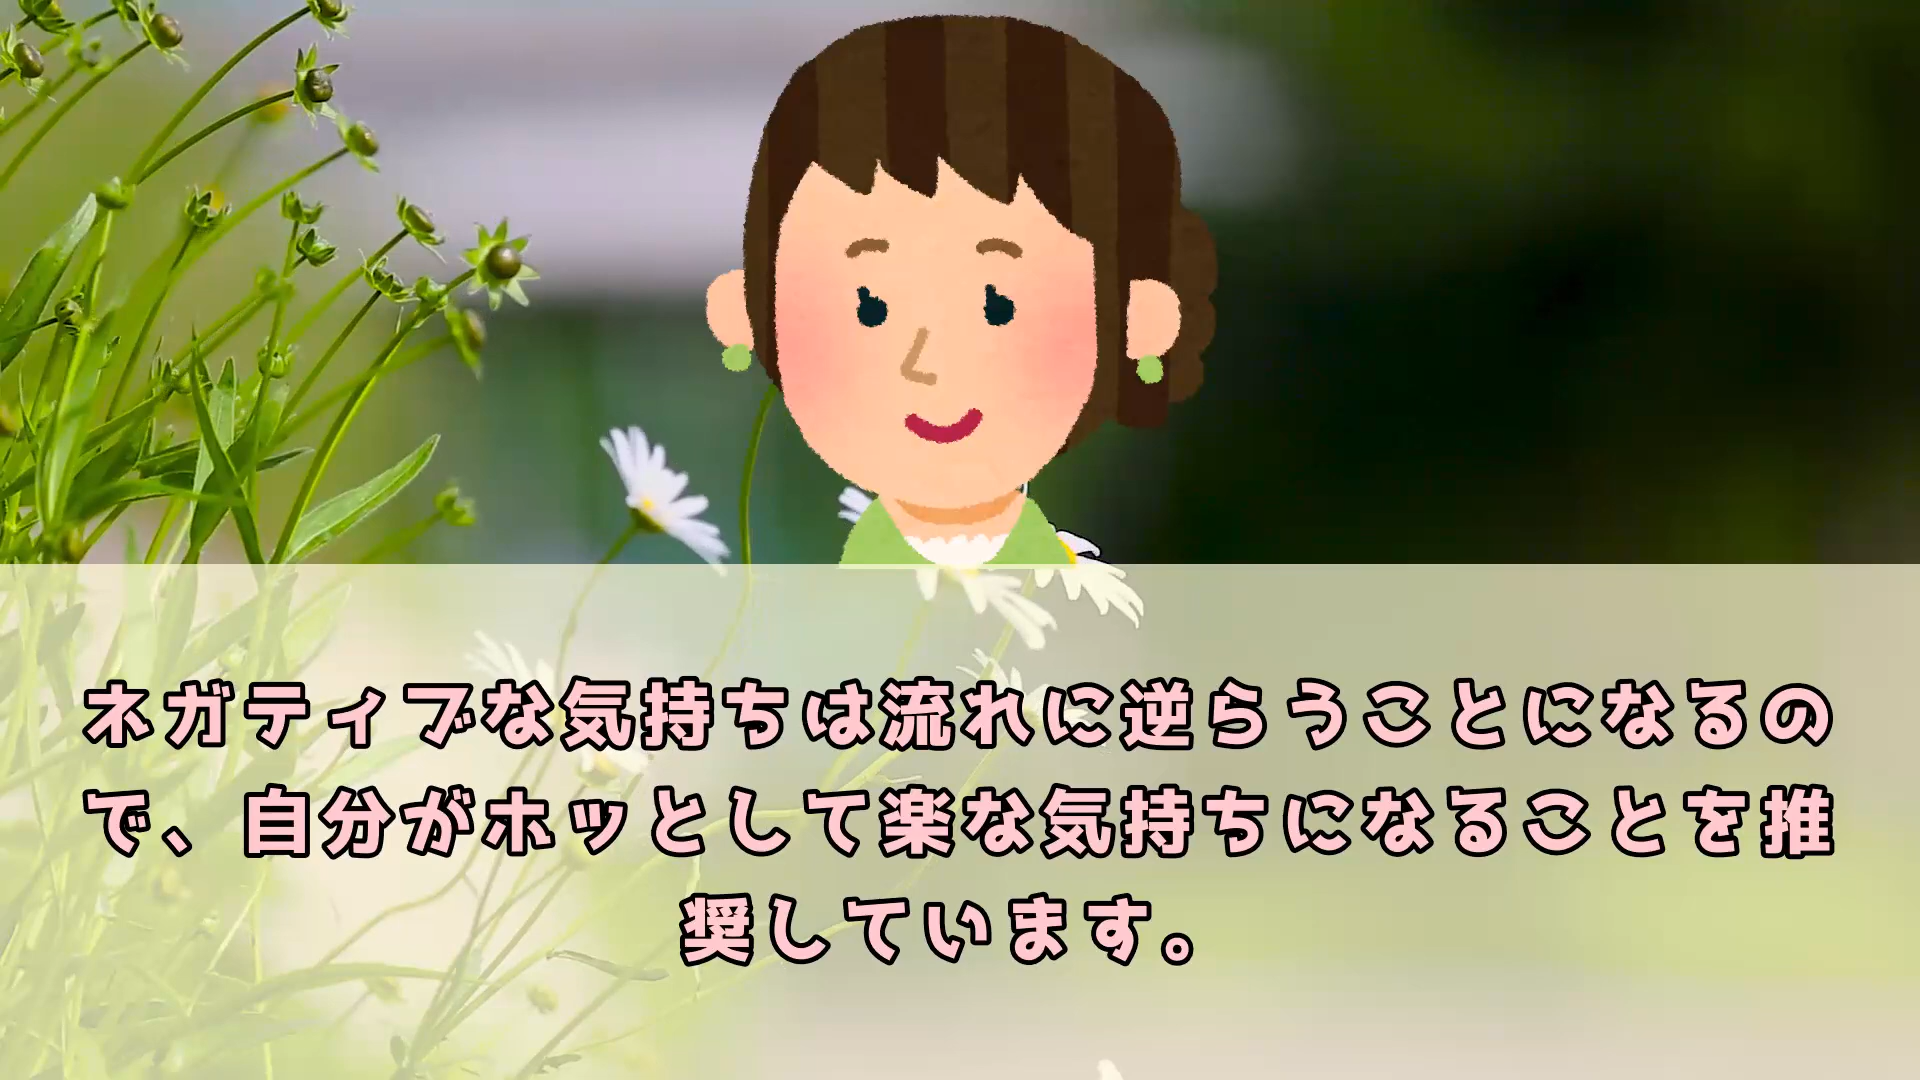 ネガティブな気持ちは流れに逆らうことになるの
で、自分がホッとして楽な気持ちになることを推
奨しています。